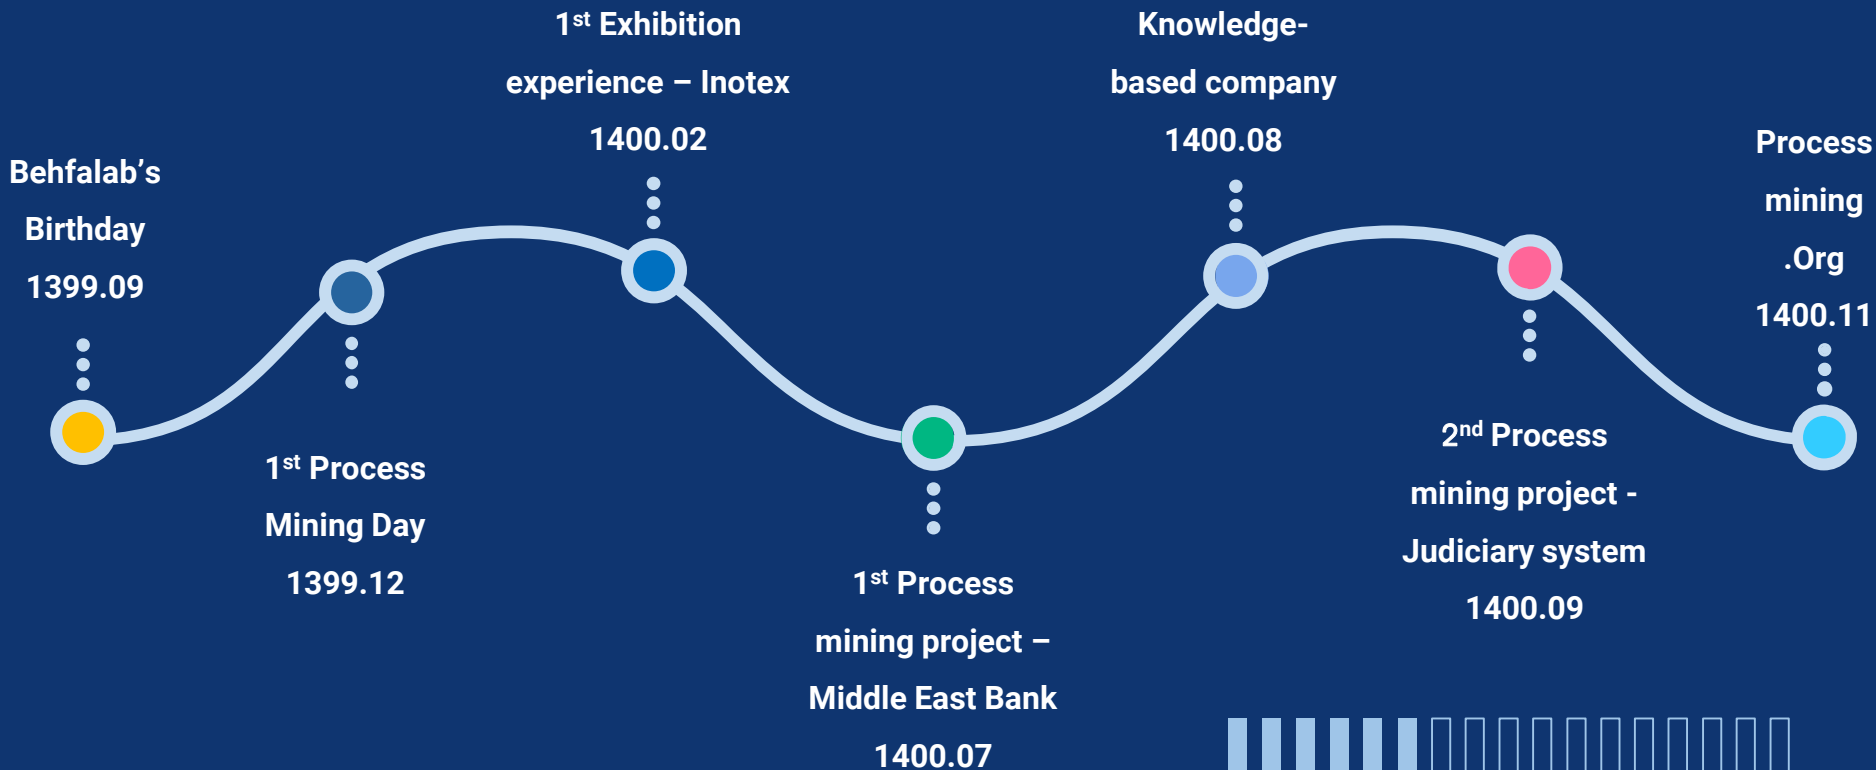 Behfalab’s
Birthday
1399.09
1st Process
Mining Day
1399.12
1st Exhibition
experience – Inotex
1400.02
1st Process
mining project –
Middle East Bank
1400.07
Knowledge-
based company
1400.08
2nd Process
mining project -
Judiciary system
1400.09
Process
mining
.Org
1400.11